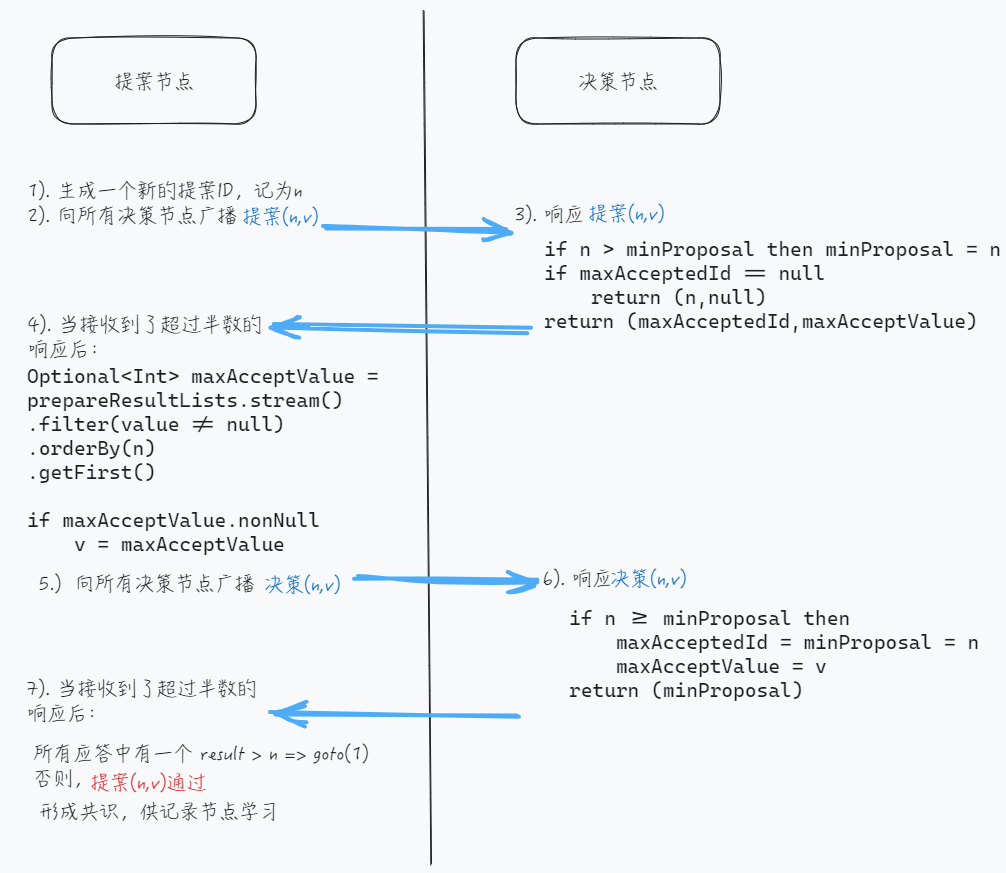 提案节点
决策节点
1). 生成一个新的提案ID，记为n
2). 向所有决策节点广播 提案(n,v)
3). 响应 提案(n,v)
if n > minProposal then minProposal = n
if maxAcceptedId == null
return (n,null)
return (maxAcceptedId,maxAcceptValue)
4). 当接收到了超过半数的
响应后：
Optional<Int> maxAcceptValue =
prepareResultLists.stream()
.filter(value ≠ null)
.orderBy(n)
.getFirst()
if maxAcceptValue.nonNull
v = maxAcceptValue
5.) 向所有决策节点广播 决策(n,v)
6). 响应决策(n,v)
if n ≥ minProposal then
maxAcceptedId = minProposal = n
maxAcceptValue = v
return (minProposal)
7). 当接收到了超过半数的
响应后：
所有应答中有一个 result > n => goto(1)
否则，提案(n,v)通过
形成共识，供记录节点学习